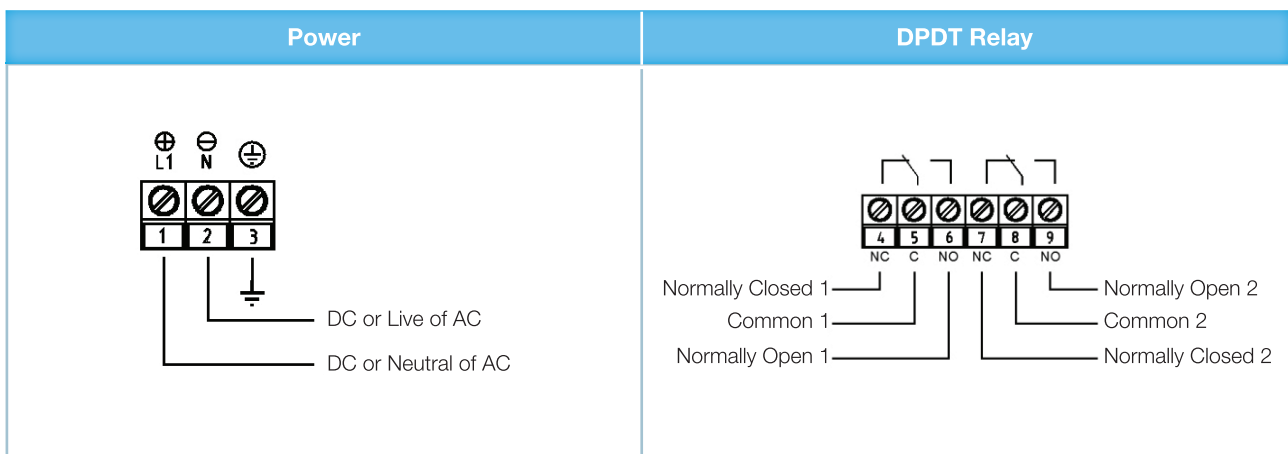 Power
DPDT Relay
L1 N
1 2 3
DC or Live of AC
DC or Neutral of AC
4 5 6 7 8 9
NC C NO NC C NO
Normally Closed 1
Common 1
Normally Open 1
Normally Open 2
Common 2
Normally Closed 2